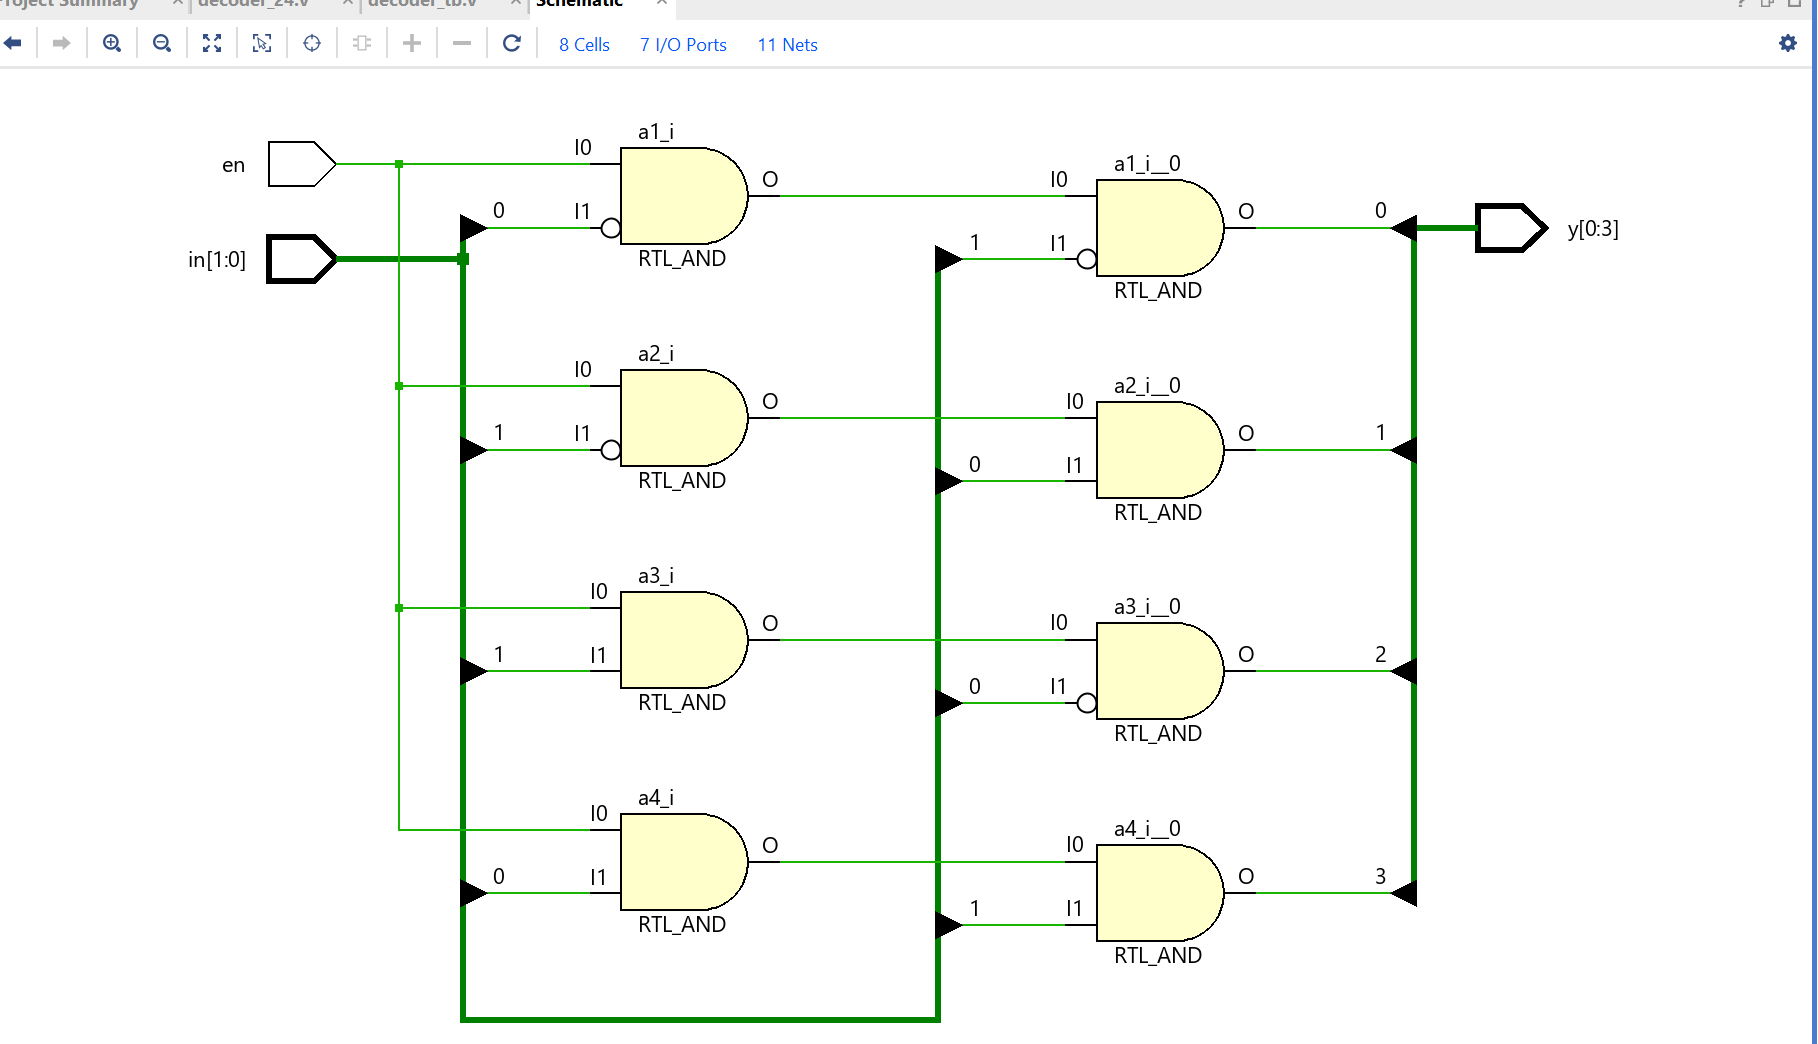 Project Summary × decoder_24.v × decoder_tb.v × Schematic × ?
8 Cells 7 I/O Ports 11 Nets
a1_i
I0
en
O
a1_i__0
I0
0
I1
RTL_AND
O
0
y[0:3]
in[1:0]
1
I1
RTL_AND
a2_i
I0
O
a2_i__0
I0
1
I1
RTL_AND
O
1
0
I1
RTL_AND
a3_i
I0
O
a3_i__0
I0
1
I1
RTL_AND
O
2
0
I1
RTL_AND
a4_i
I0
O
a4_i__0
I0
0
I1
RTL_AND
O
3
1
I1
RTL_AND